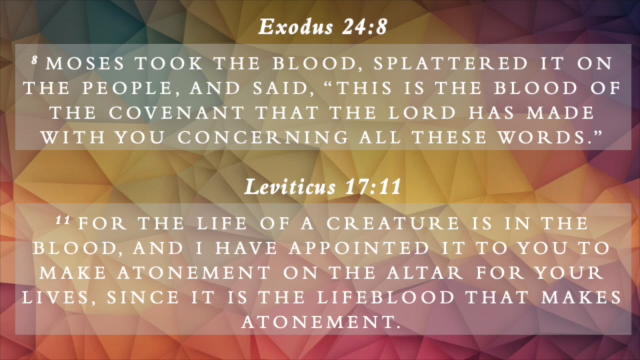 Exodus 24:8
8 MOSES TOOK THE BLOOD, SPLATTERED IT ON
THE PEOPLE, AND SAID, “THIS IS THE BLOOD OF
THE COVENANT THAT THE LORD HAS MADE
WITH YOU CONCERNING ALL THESE WORDS.”
Leviticus 17:11
11 FOR THE LIFE OF A CREATURE IS IN THE
BLOOD, AND I HAVE APPOINTED IT TO YOU TO
MAKE ATONEMENT ON THE ALTAR FOR YOUR
LIVES, SINCE IT IS THE LIFEBLOOD THAT MAKES
ATONEMENT.